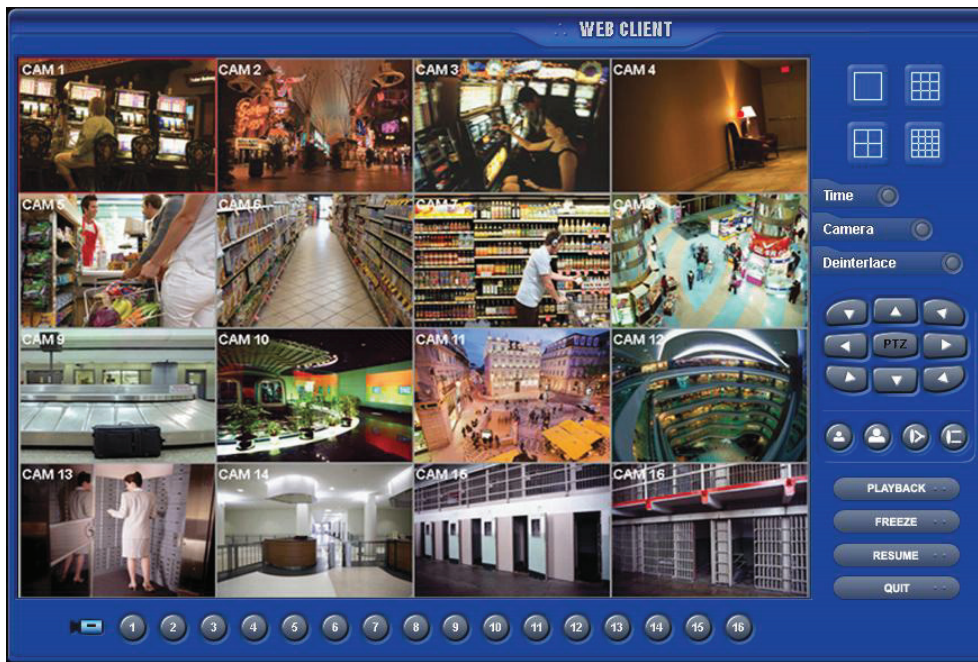 WEB CLIENT
CAM 1
CAM 2
CAM 3
CAM 4
Time
CAM 5
CAM 6
CAM 7
CAM 8
Camera
Deinterlace
PTZ
CAM 9
CAM 10
CAM 11
CAM 12
CAM 13
CAM 14
CAM 15
CAM 16
PLAYBACK
FREEZE
RESUME
QUIT
1 2 3 4 5 6 7 8 9 10 11 12 13 14 15 16